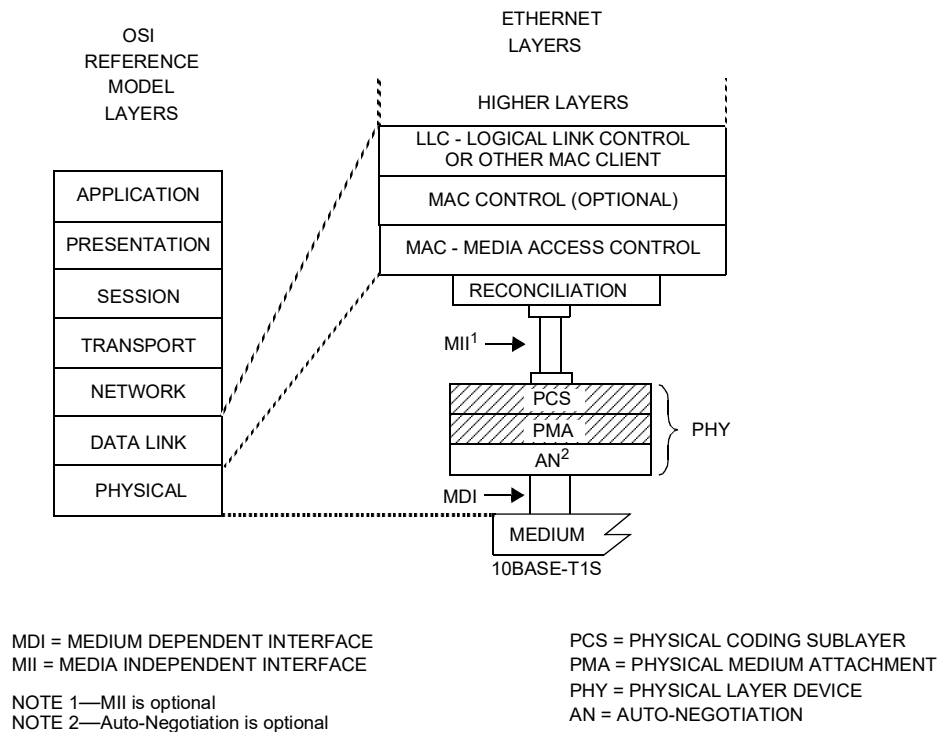 OSI
REFERENCE
MODEL
LAYERS
ETHERNET
LAYERS
HIGHER LAYERS
LLC - LOGICAL LINK CONTROL
OR OTHER MAC CLIENT
MAC CONTROL (OPTIONAL)
MAC - MEDIA ACCESS CONTROL
RECONCILIATION
APPLICATION
PRESENTATION
SESSION
TRANSPORT
NETWORK
DATA LINK
PHYSICAL
MII1
PCS
PMA
AN2
PHY
MDI
MEDIUM
10BASE-T1S
MDI = MEDIUM DEPENDENT INTERFACE
MII = MEDIA INDEPENDENT INTERFACE
NOTE 1—MII is optional
NOTE 2—Auto-Negotiation is optional
PCS = PHYSICAL CODING SUBLAYER
PMA = PHYSICAL MEDIUM ATTACHMENT
PHY = PHYSICAL LAYER DEVICE
AN = AUTO-NEGOTIATION